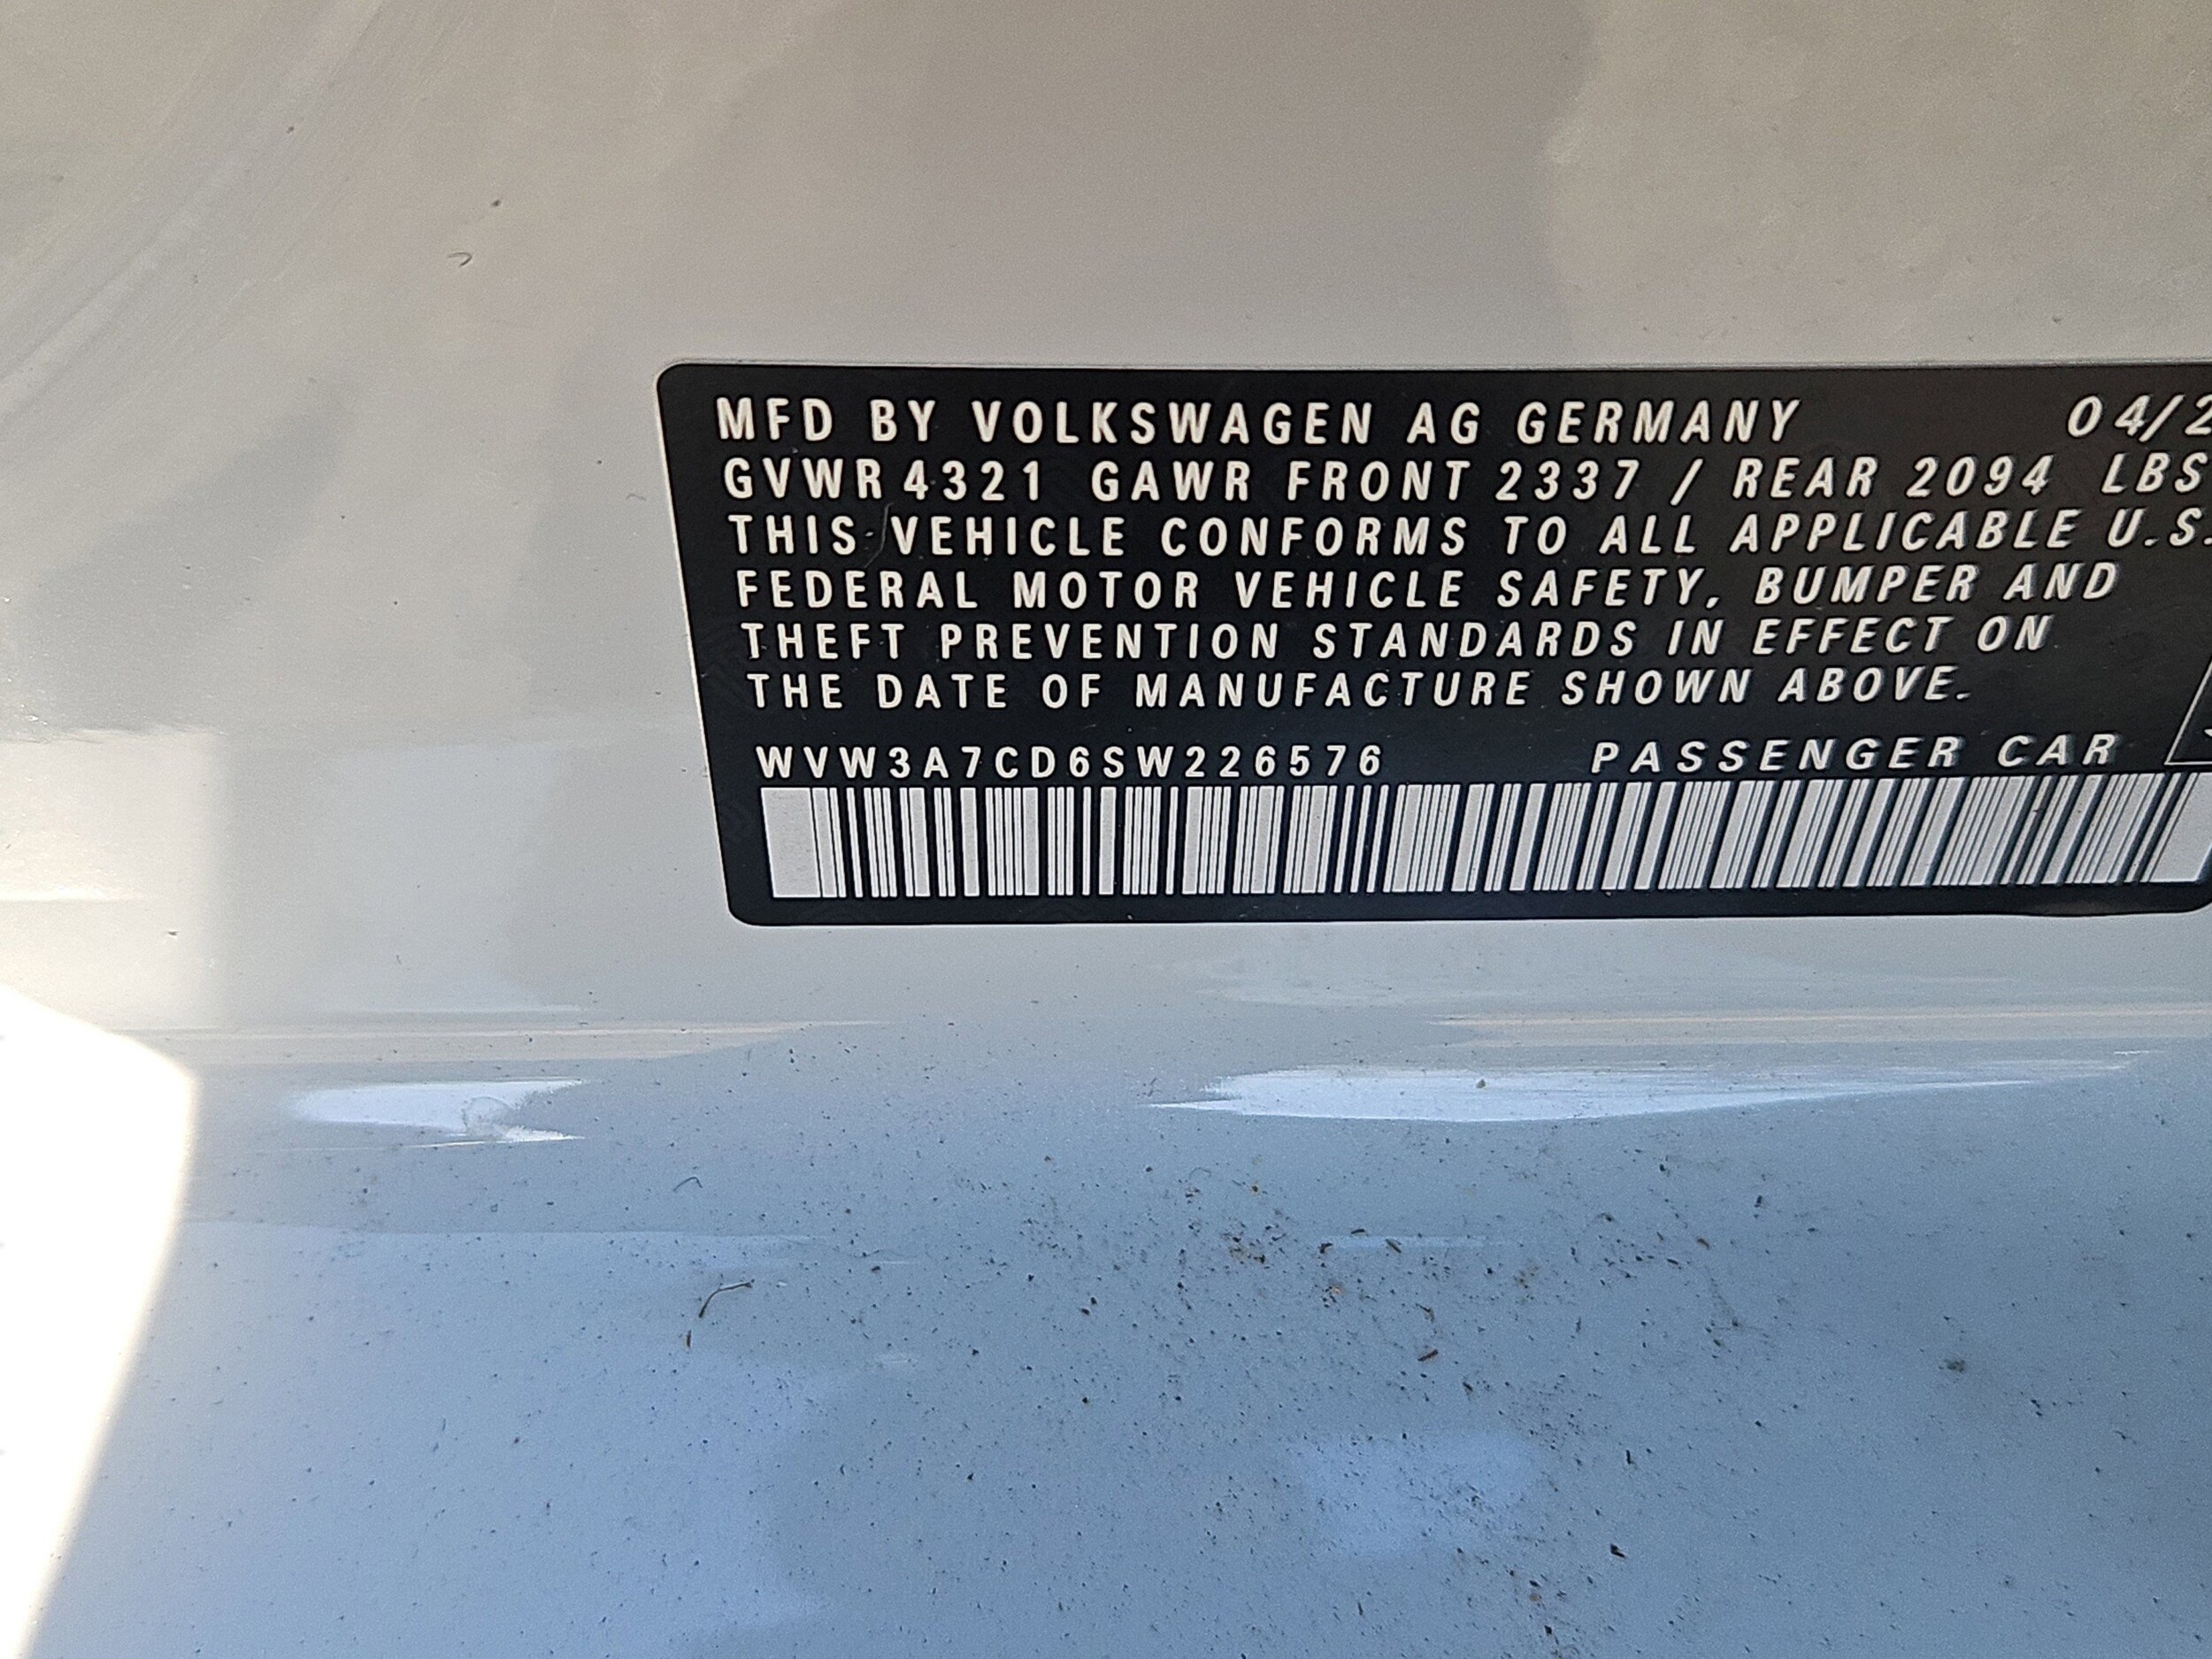 MFD BY VOLKSWAGEN AG GERMANY 04/2
GVWR 4321 GAWR FRONT 2337 / REAR 2094 LBS
THIS VEHICLE CONFORMS TO ALL APPLICABLE U.S.
FEDERAL MOTOR VEHICLE SAFETY, BUMPER AND
THEFT PREVENTION STANDARDS IN EFFECT ON
THE DATE OF MANUFACTURE SHOWN ABOVE.
WVW3A7CD6SW226576 PASSENGER CAR